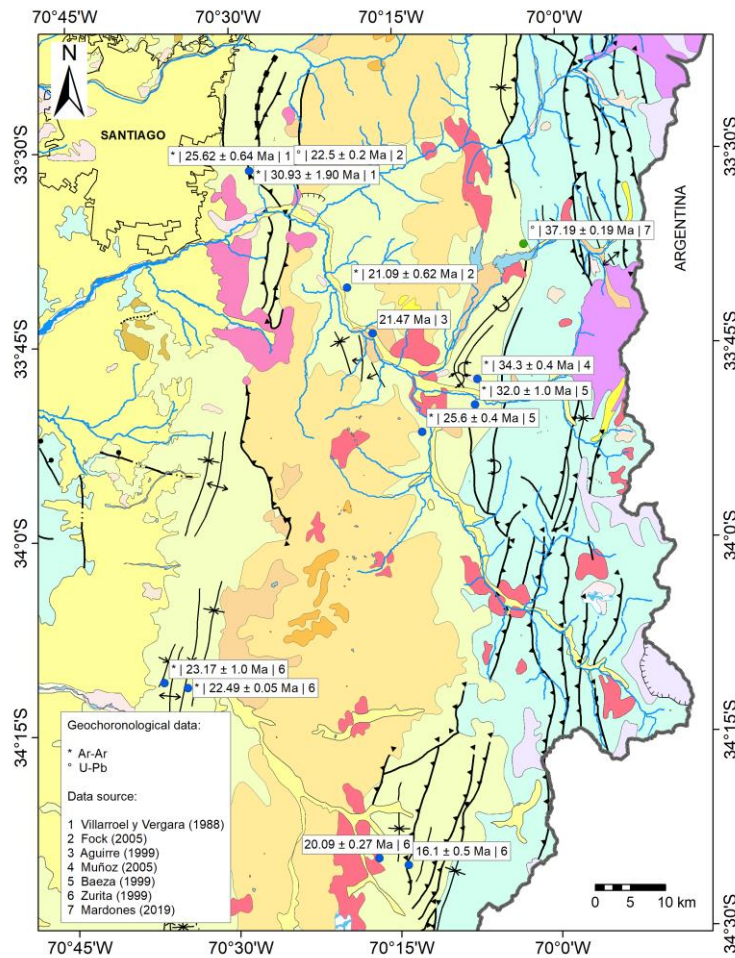 70°45'W 70°30'W 70°15'W 70°0'W
N
SANTIAGO
33°30'S
33°30'S
* | 25.62 ± 0.64 Ma | 1
° | 22.5 ± 0.2 Ma | 2
* | 30.93 ± 1.90 Ma | 1
° | 37.19 ± 0.19 Ma | 7
ARGENTINA
* | 21.09 ± 0.62 Ma | 2
21.47 Ma | 3
33°45'S
33°45'S
* | 34.3 ± 0.4 Ma | 4
* | 32.0 ± 1.0 Ma | 5
* | 25.6 ± 0.4 Ma | 5
34°0'S
34°0'S
* | 23.17 ± 1.0 Ma | 6
* | 22.49 ± 0.05 Ma | 6
34°15'S
34°15'S
Geochoronological data:
* Ar-Ar
° U-Pb
Data source:
1 Villarroel y Vergara (1988)
2 Fock (2005)
3 Aguirre (1999)
4 Muñoz (2005)
5 Baeza (1999)
6 Zurita (1999)
7 Mardones (2019)
20.09 ± 0.27 Ma | 6
16.1 ± 0.5 Ma | 6
0 5 10 km
34°30'S
70°45'W 70°30'W 70°15'W 70°0'W